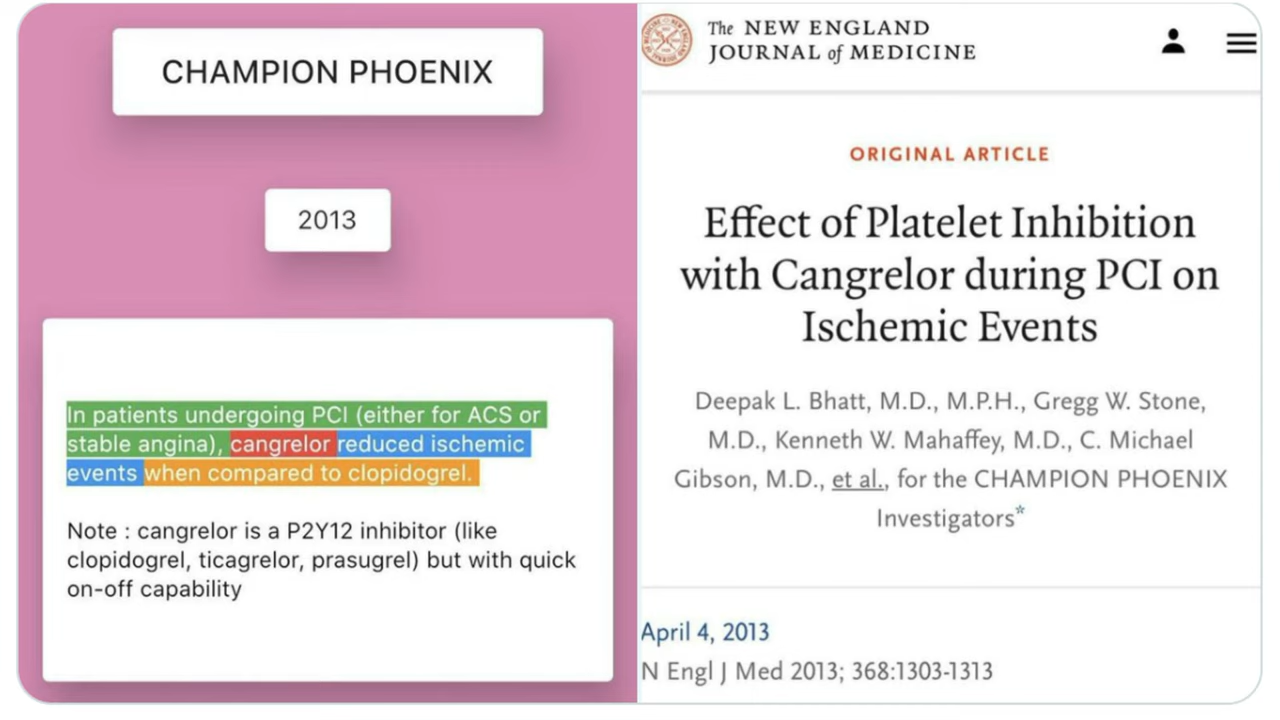 CHAMPION PHOENIX
2013
In patients undergoing PCI (either for ACS or
stable angina), cangrelor reduced ischemic
events when compared to clopidogrel.
Note : cangrelor is a P2Y12 inhibitor (like
clopidogrel, ticagrelor, prasugrel) but with quick
on-off capability
The NEW ENGLAND
JOURNAL of MEDICINE
ORIGINAL ARTICLE
Effect of Platelet Inhibition
with Cangrelor during PCI on
Ischemic Events
Deepak L. Bhatt, M.D., M.P.H., Gregg W. Stone,
M.D., Kenneth W. Mahaffey, M.D., C. Michael
Gibson, M.D., et al., for the CHAMPION PHOENIX
Investigators*
April 4, 2013
N Engl J Med 2013; 368:1303-1313